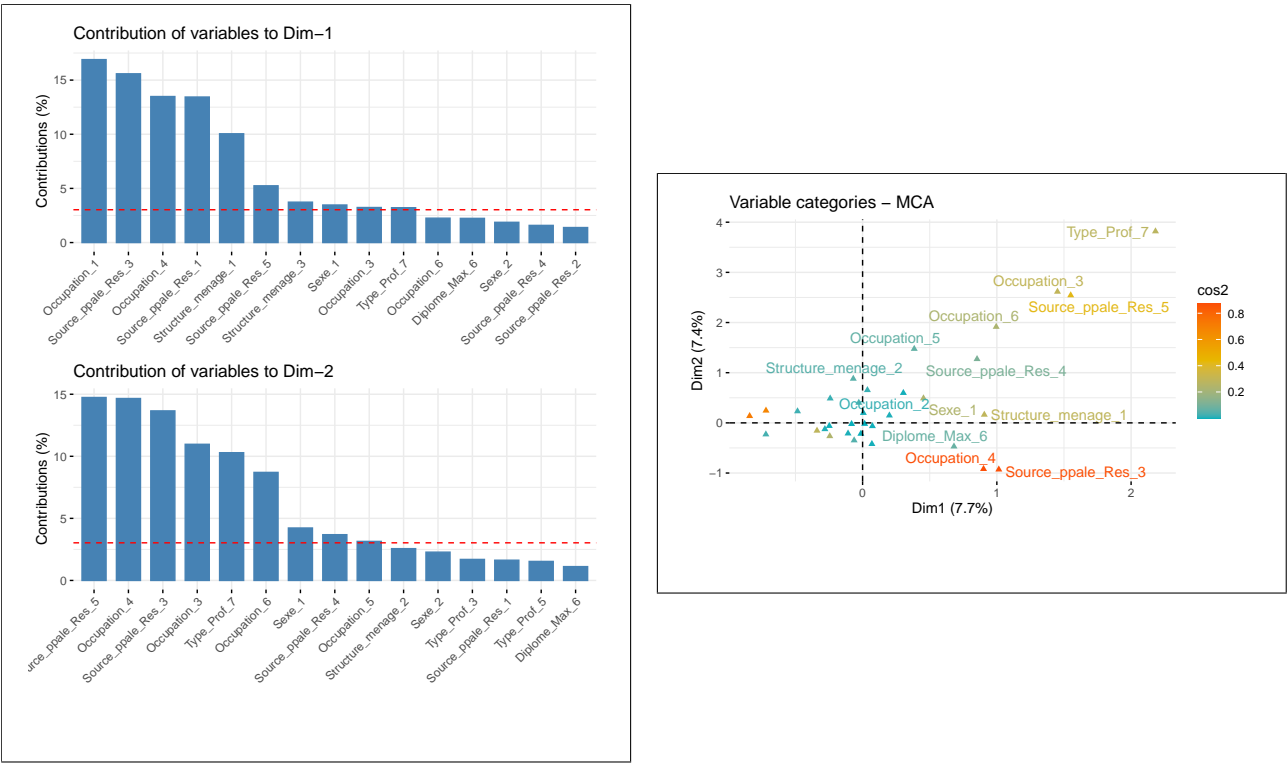 Contribution of variables to Dim−1
Contributions (%)
15
10
5
0
Occupation_1
Source_ppale_Res_3
Occupation_4
Source_ppale_Res_1
Structure_menage_1
Source_ppale_Res_5
Structure_menage_3
Sexe_1
Occupation_3
Type_Prof_7
Occupation_6
Diplome_Max_6
Sexe_2
Source_ppale_Res_4
Source_ppale_Res_2
Contribution of variables to Dim−2
Contributions (%)
15
10
5
0
urce_ppale_Res_5
Occupation_4
Source_ppale_Res_3
Occupation_3
Type_Prof_7
Occupation_6
Sexe_1
Source_ppale_Res_4
Occupation_5
Structure_menage_2
Sexe_2
Type_Prof_3
Source_ppale_Res_1
Type_Prof_5
Diplome_Max_6
Variable categories − MCA
Dim2 (7.4%)
4
3
2
1
0
−1
Type_Prof_7
Occupation_3
Source_ppale_Res_5
Occupation_6
Occupation_5
Structure_menage_2
Source_ppale_Res_4
Occupation_2
Sexe_1
Structure_menage_1
Diplome_Max_6
Occupation_4
Source_ppale_Res_3
0
1
2
Dim1 (7.7%)
cos2
0.8
0.6
0.4
0.2